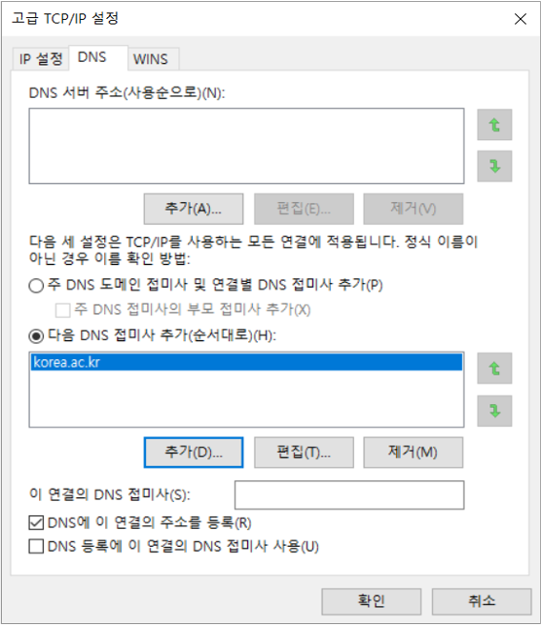 고급 TCP/IP 설정
IP 설정 DNS WINS
DNS 서버 주소(사용순으로)(N):
추가(A)... 편집(E)... 제거(V)
다음 세 설정은 TCP/IP를 사용하는 모든 연결에 적용됩니다. 정식 이름이
아닌 경우 이름 확인 방법:
주 DNS 도메인 접미사 및 연결별 DNS 접미사 추가(P)
주 DNS 접미사의 부모 접미사 추가(X)
다음 DNS 접미사 추가(순서대로)(H):
korea.ac.kr
추가(D)... 편집(T)... 제거(M)
이 연결의 DNS 접미사(S):
DNS에 이 연결의 주소를 등록(R)
DNS 등록에 이 연결의 DNS 접미사 사용(U)
확인 취소